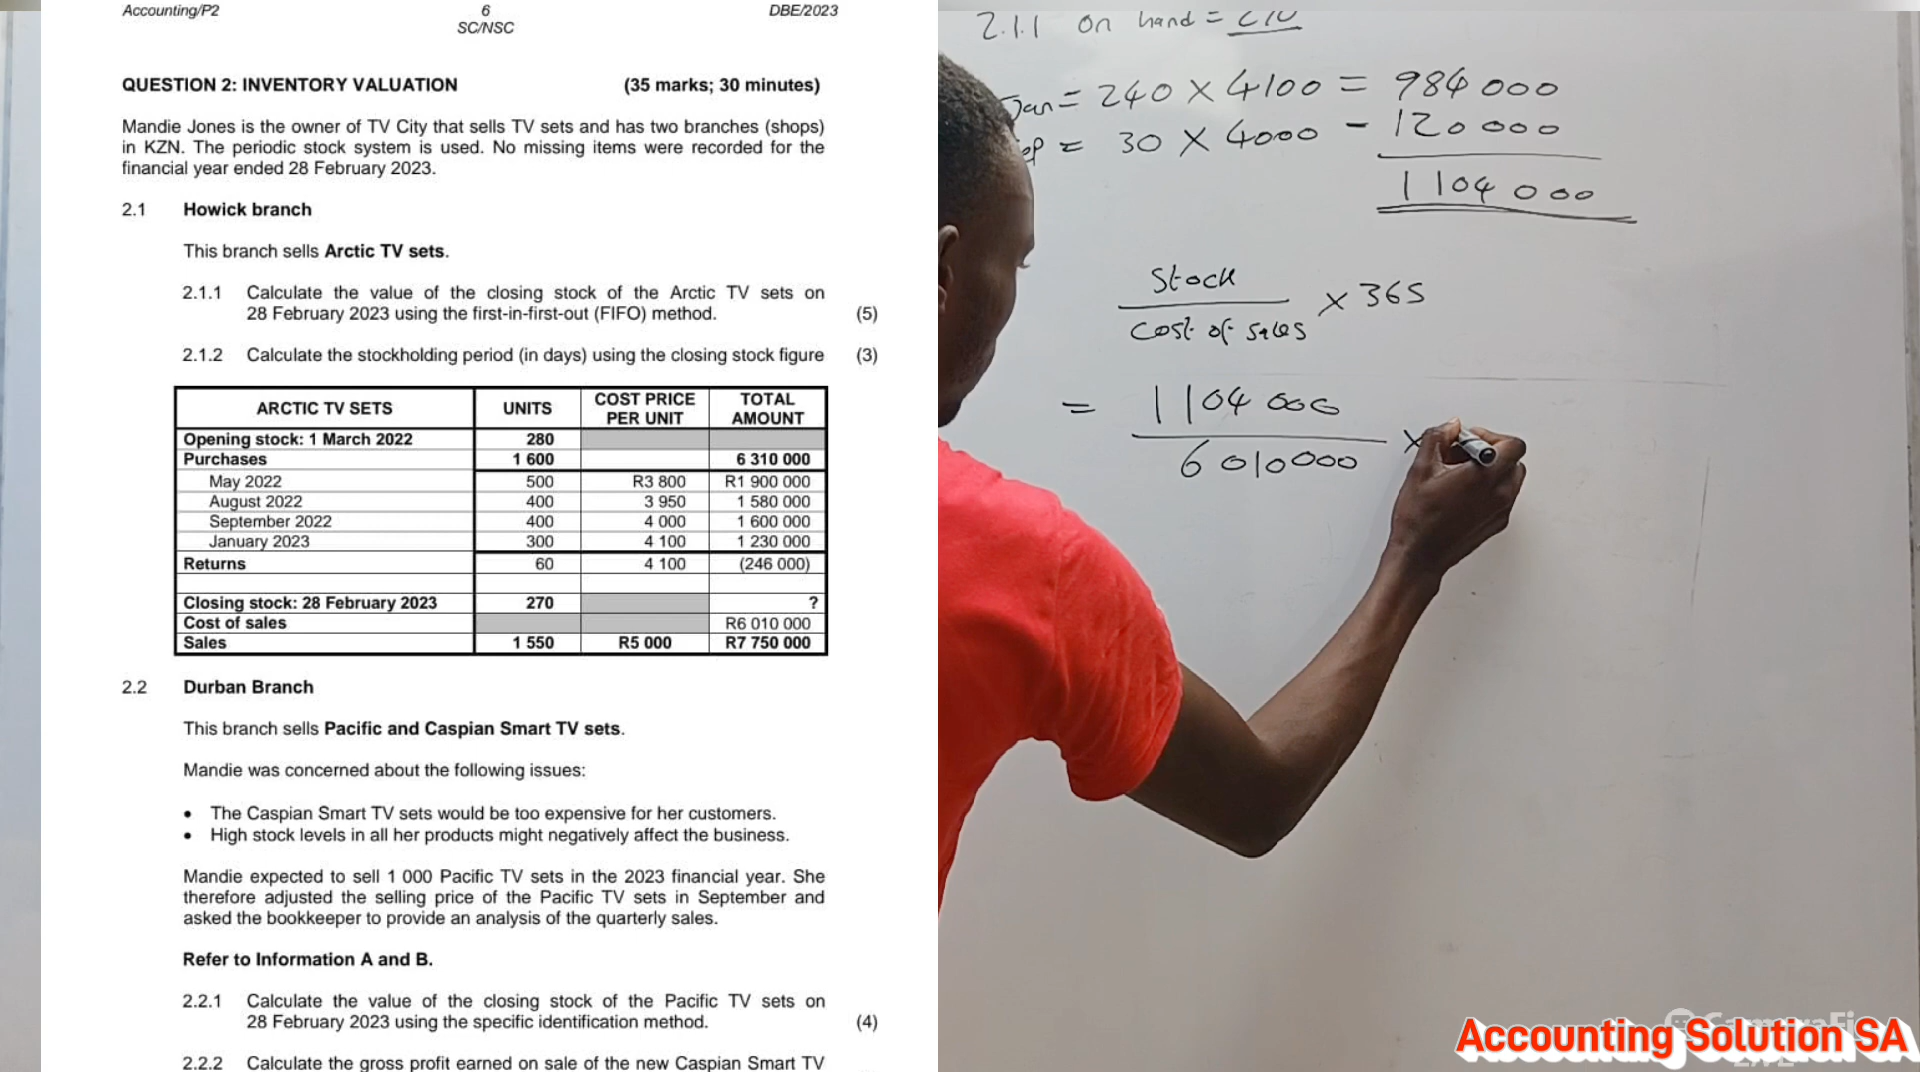 Accounting/P2 6 DBE/2023
SC/NSC
QUESTION 2: INVENTORY VALUATION (35 marks; 30 minutes)
Mandie Jones is the owner of TV City that sells TV sets and has two branches (shops)
in KZN. The periodic stock system is used. No missing items were recorded for the
financial year ended 28 February 2023.
2.1 Howick branch
This branch sells Arctic TV sets.
2.1.1 Calculate the value of the closing stock of the Arctic TV sets on
28 February 2023 using the first-in-first-out (FIFO) method. (5)
2.1.2 Calculate the stockholding period (in days) using the closing stock figure (3)
ARCTIC TV SETS UNITS COST PRICE PER UNIT TOTAL AMOUNT
Opening stock: 1 March 2022 280
Purchases 1 600 6 310 000
May 2022 500 R3 800 R1 900 000
August 2022 400 3 950 1 580 000
September 2022 400 4 000 1 600 000
January 2023 300 4 100 1 230 000
Returns 60 4 100 (246 000)
Closing stock: 28 February 2023 270 ?
Cost of sales R6 010 000
Sales 1 550 R5 000 R7 750 000
2.2 Durban Branch
This branch sells Pacific and Caspian Smart TV sets.
Mandie was concerned about the following issues:
• The Caspian Smart TV sets would be too expensive for her customers.
• High stock levels in all her products might negatively affect the business.
Mandie expected to sell 1 000 Pacific TV sets in the 2023 financial year. She
therefore adjusted the selling price of the Pacific TV sets in September and
asked the bookkeeper to provide an analysis of the quarterly sales.
Refer to Information A and B.
2.2.1 Calculate the value of the closing stock of the Pacific TV sets on
28 February 2023 using the specific identification method. (4)
2.2.2 Calculate the gross profit earned on sale of the new Caspian Smart TV
2.1.1 on hand =
Jan = 240 × 4100 = 984 000
= 30 × 4000 - 120 000
1 104 000
Stock
Cost of sales × 365
= 1 104 000
6 010 000 ×
Accounting Solution SA